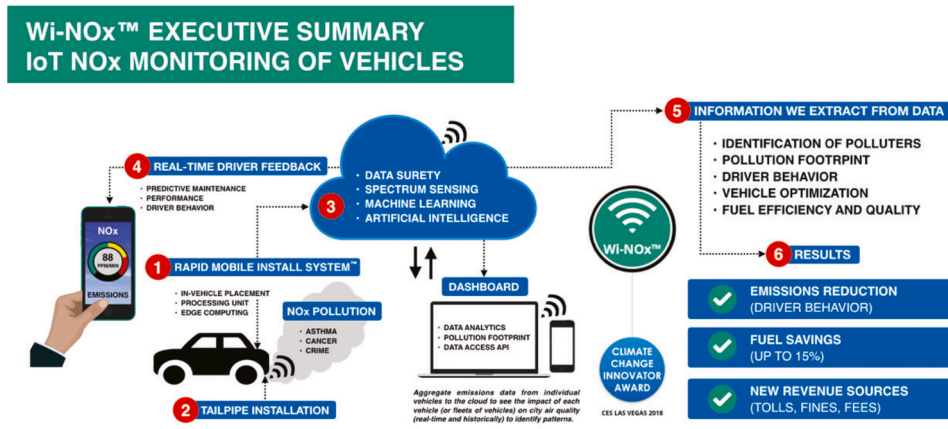 Wi-NOx™ EXECUTIVE SUMMARY
IoT NOx MONITORING OF VEHICLES
4 REAL-TIME DRIVER FEEDBACK
· PREDICTIVE MAINTENANCE
· PERFORMANCE
· DRIVER BEHAVIOR
NOx
88
PPM/MIN
EMISSIONS
1 RAPID MOBILE INSTALL SYSTEM™
· IN-VEHICLE PLACEMENT
· PROCESSING UNIT
· EDGE COMPUTING
NOx POLLUTION
· ASTHMA
· CANCER
· CRIME
2 TAILPIPE INSTALLATION
3
· DATA SURETY
· SPECTRUM SENSING
· MACHINE LEARNING
· ARTIFICIAL INTELLIGENCE
DASHBOARD
· DATA ANALYTICS
· POLLUTION FOOTPRINT
· DATA ACCESS API
Aggregate emissions data from individual
vehicles to the cloud to see the impact of each
vehicle (or fleets of vehicles) on city air quality
(real-time and historically) to identify patterns.
Wi-NOx™
CLIMATE
CHANGE
INNOVATOR
AWARD
CES LAS VEGAS 2018
5 INFORMATION WE EXTRACT FROM DATA
· IDENTIFICATION OF POLLUTERS
· POLLUTION FOOTRPINT
· DRIVER BEHAVIOR
· VEHICLE OPTIMIZATION
· FUEL EFFICIENCY AND QUALITY
6 RESULTS
EMISSIONS REDUCTION
(DRIVER BEHAVIOR)
FUEL SAVINGS
(UP TO 15%)
NEW REVENUE SOURCES
(TOLLS, FINES, FEES)